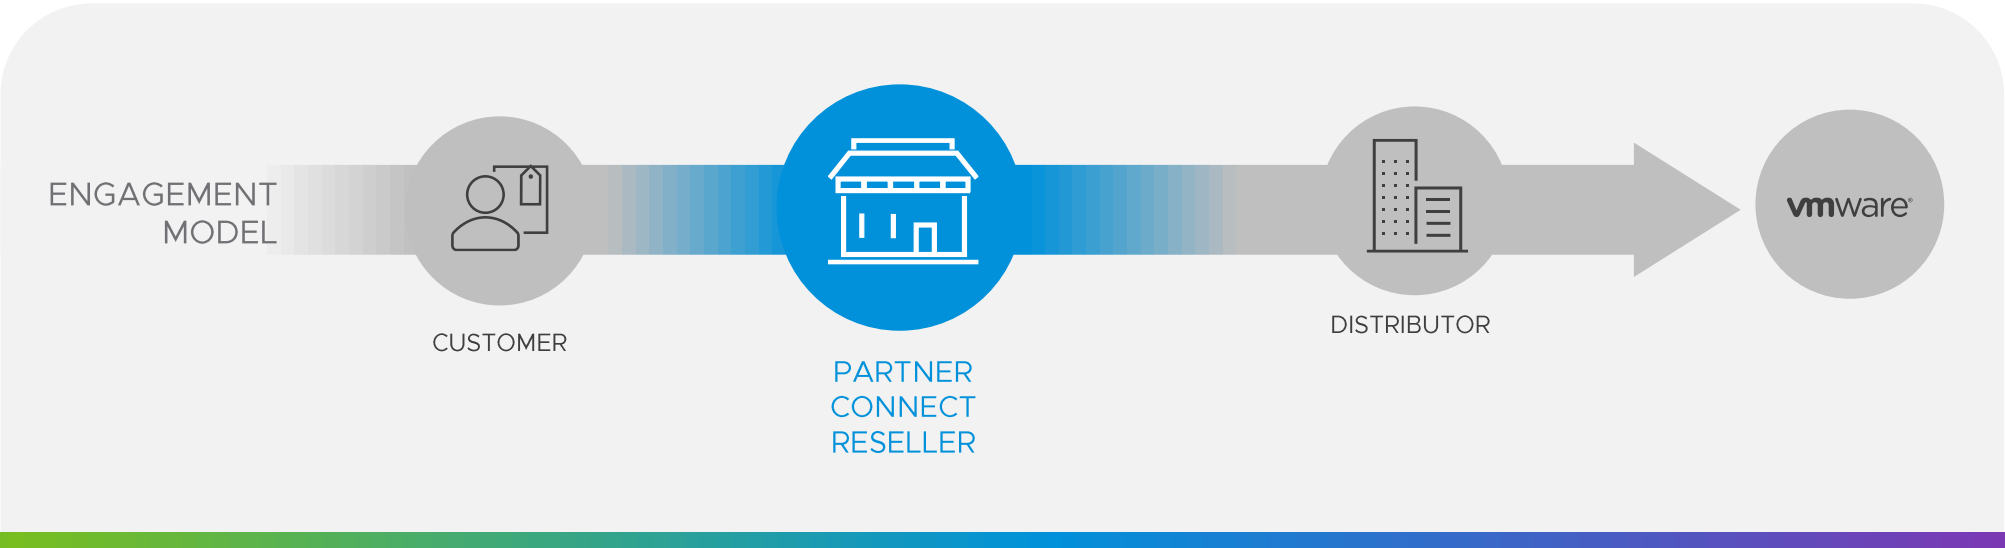 ENGAGEMENT
MODEL
CUSTOMER
PARTNER
CONNECT
RESELLER
DISTRIBUTOR
vmware®